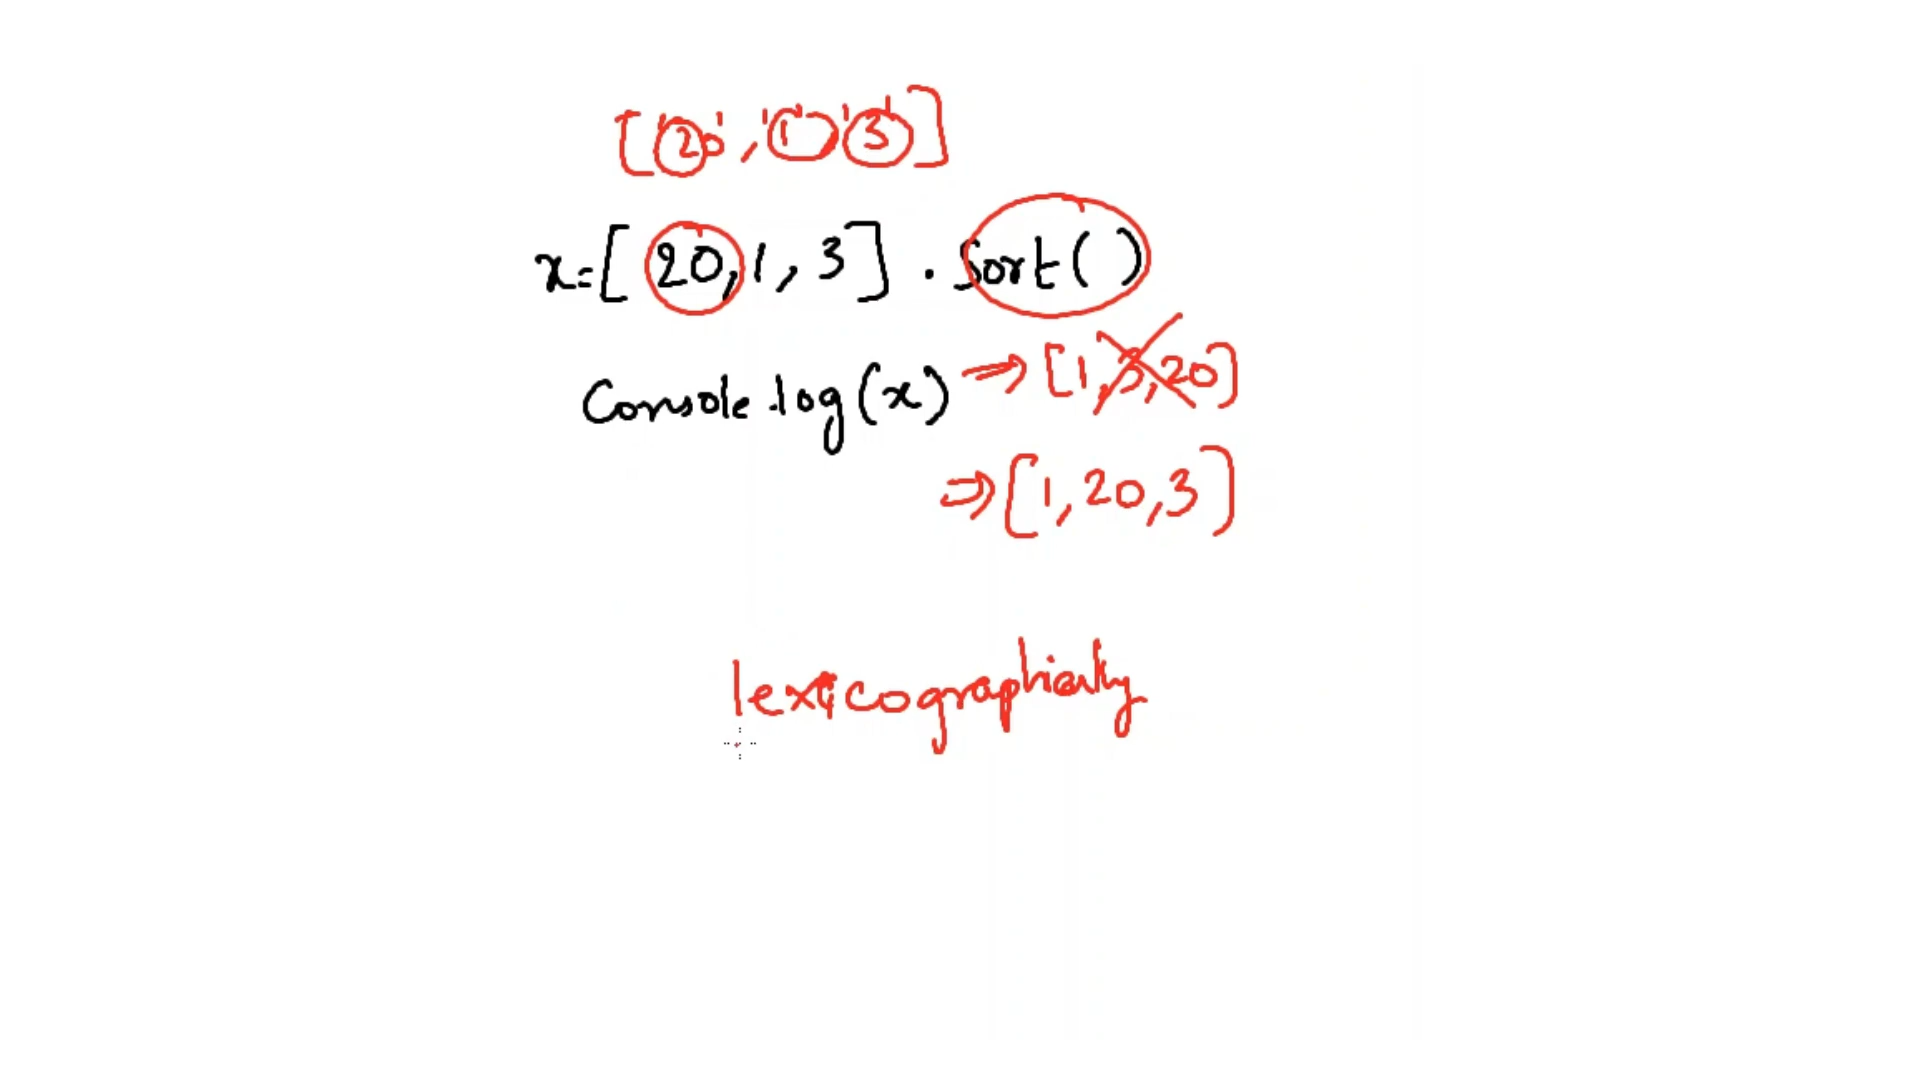 ['20', '1' '3']
x=[20,1,3].sort()
Console.log(x) ⇒ [1,3,20]
⇒ [1,20,3]
lexicographically